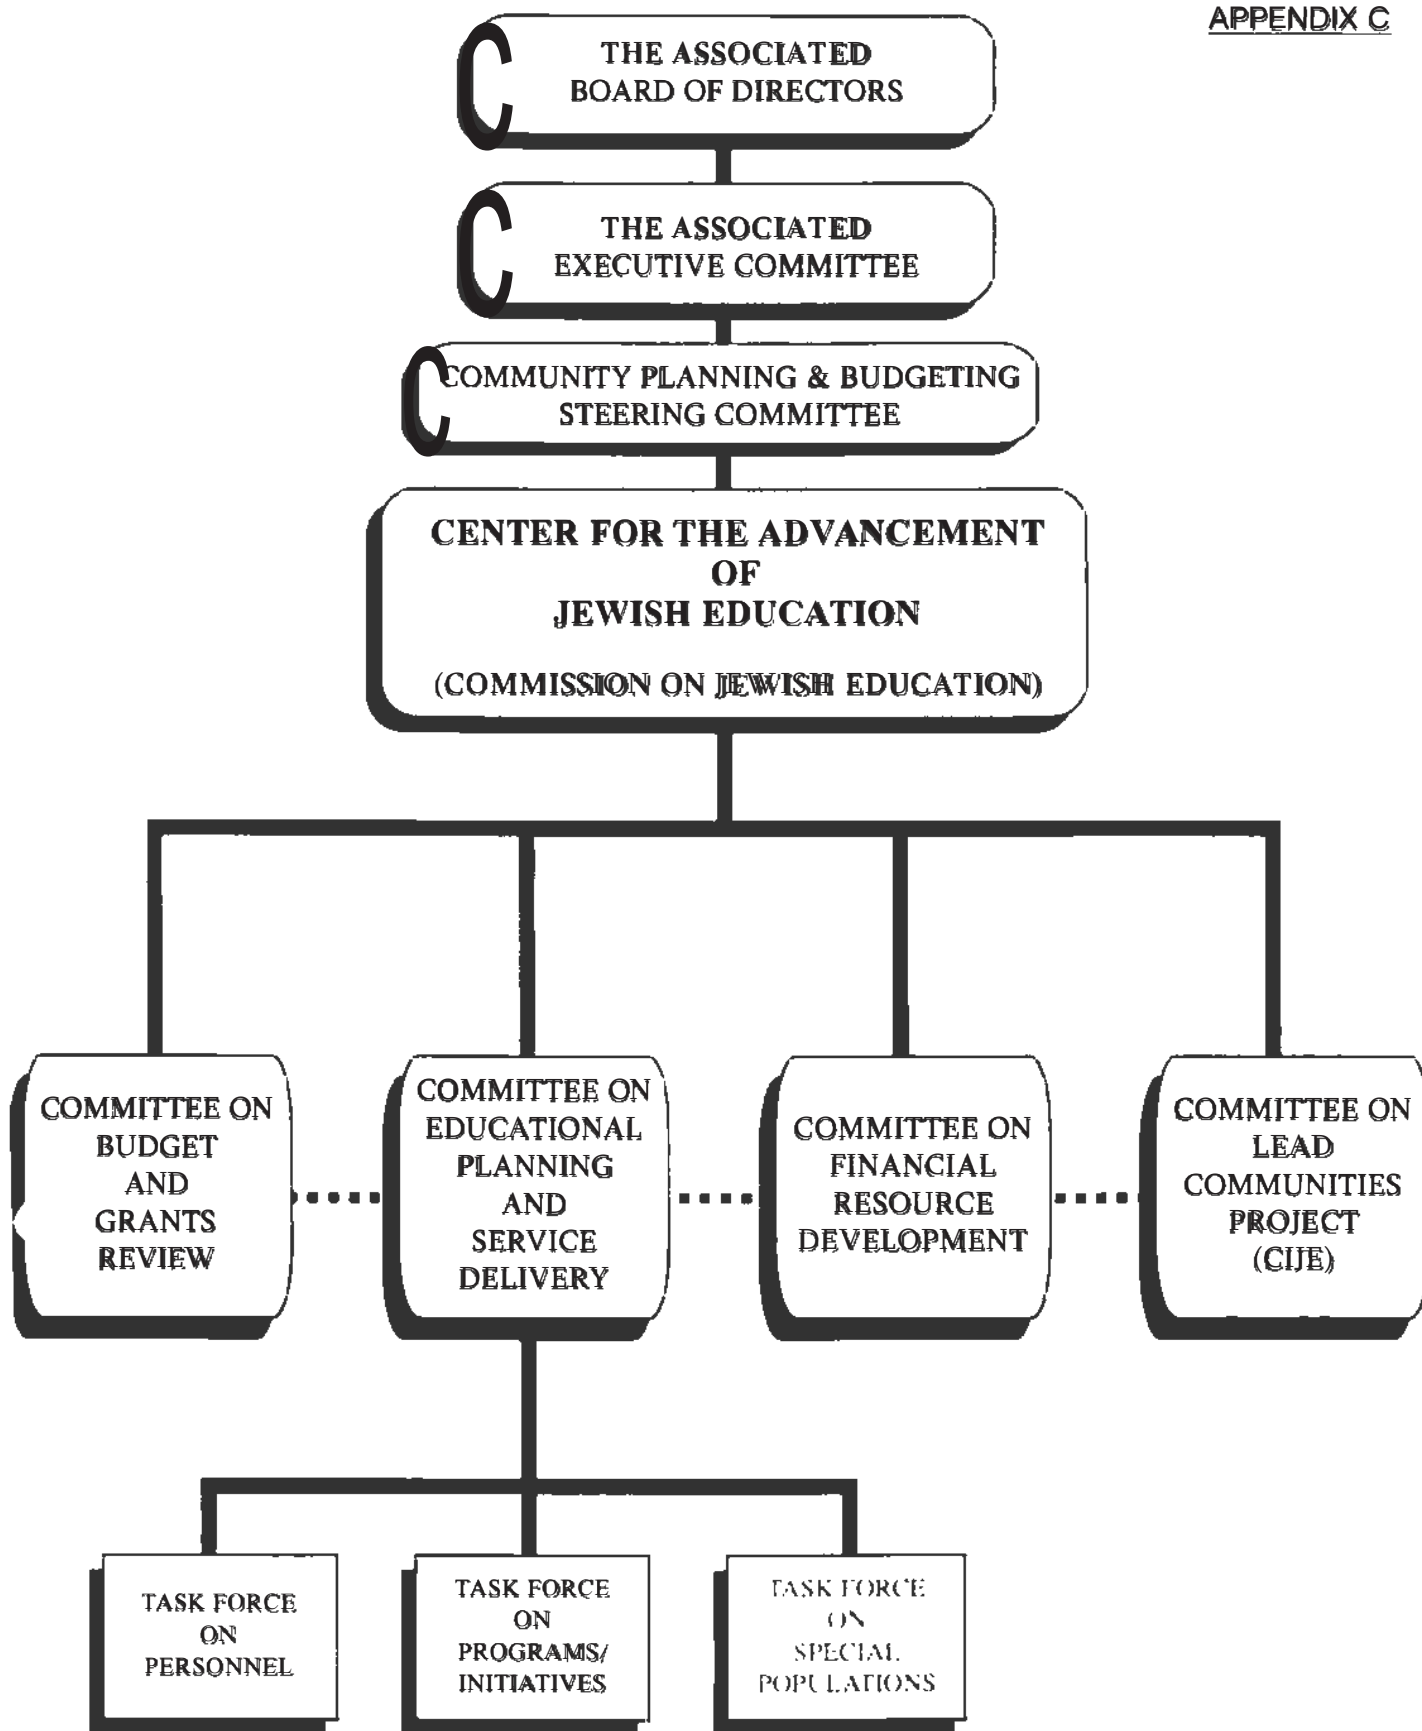 APPENDIX C
THE ASSOCIATED
BOARD OF DIRECTORS
THE ASSOCIATED
EXECUTIVE COMMITTEE
COMMUNITY PLANNING & BUDGETING
STEERING COMMITTEE
CENTER FOR THE ADVANCEMENT
OF
JEWISH EDUCATION
(COMMISSION ON JEWISH EDUCATION)
COMMITTEE ON
BUDGET
AND
GRANTS
REVIEW
COMMITTEE ON
EDUCATIONAL
PLANNING
AND
SERVICE
DELIVERY
COMMITTEE ON
FINANCIAL
RESOURCE
DEVELOPMENT
COMMITTEE ON
LEAD
COMMUNITIES
PROJECT
(CIJE)
TASK FORCE
ON
PERSONNEL
TASK FORCE
ON
PROGRAMS/
INITIATIVES
TASK FORCE
ON
SPECIAL
POPULATIONS